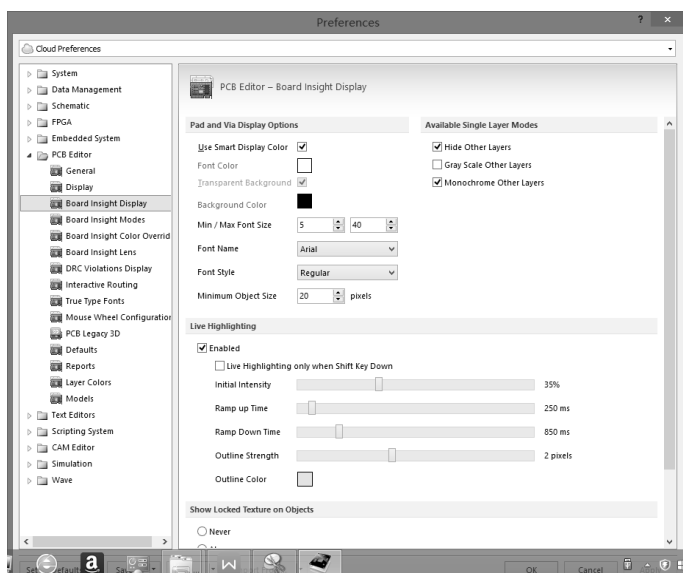 Preferences
? ×
Cloud Preferences
System
Data Management
Schematic
FPGA
Embedded System
PCB Editor
General
Display
Board Insight Display
Board Insight Modes
Board Insight Color Overrid
Board Insight Lens
DRC Violations Display
Interactive Routing
True Type Fonts
Mouse Wheel Configuration
PCB Legacy 3D
Defaults
Reports
Layer Colors
Models
Text Editors
Scripting System
CAM Editor
Simulation
Wave
PCB Editor – Board Insight Display
Pad and Via Display Options
Use Smart Display Color
Font Color
Transparent Background
Background Color
Min / Max Font Size 5 40
Font Name Arial
Font Style Regular
Minimum Object Size 20 pixels
Available Single Layer Modes
Hide Other Layers
Gray Scale Other Layers
Monochrome Other Layers
Live Highlighting
Enabled
Live Highlighting only when Shift Key Down
Initial Intensity 35%
Ramp up Time 250 ms
Ramp Down Time 850 ms
Outline Strength 2 pixels
Outline Color
Show Locked Texture on Objects
Never
OK Cancel